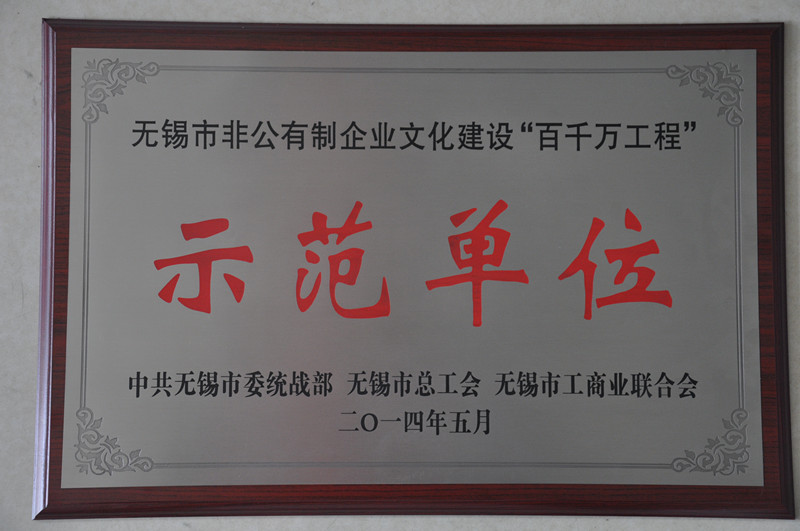 无锡市非公有制企业文化建设“百千万工程”
示范单位
中共无锡市委统战部 无锡市总工会 无锡市工商业联合会
二〇一四年五月